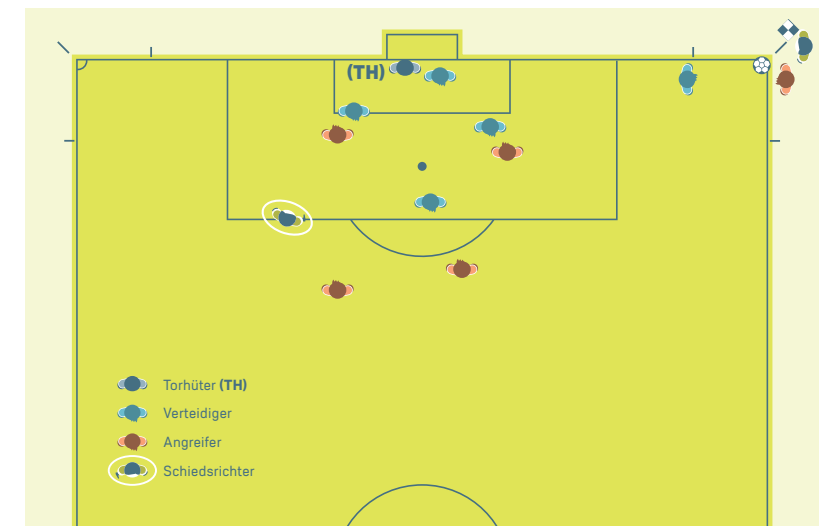 (TH)
Torhüter (TH)
Verteidiger
Angreifer
Schiedsrichter